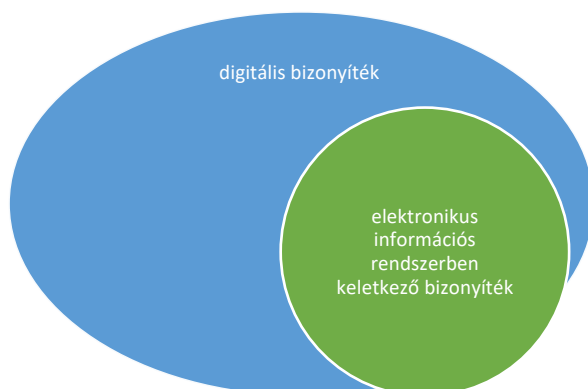 digitális bizonyíték
elektronikus
információs
rendszerben
keletkező bizonyíték